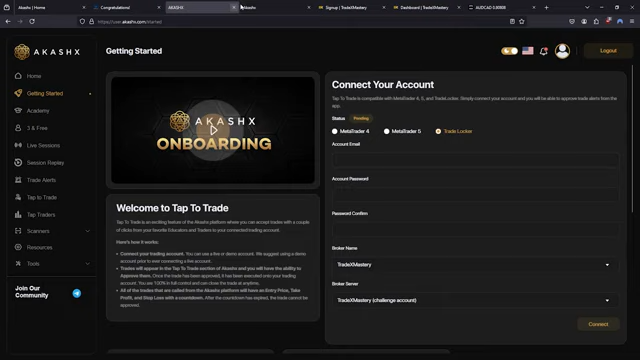 Akashx | Home
Congratulations!
AKASHX
Akashx
Signup | TradeXMastery
Dashboard | TradeXMastery
AUDCAD 0.90908
https://user.akashx.com/started
AKASHX
Getting Started
Logout
Home
Getting Started
Academy
3 & Free
Live Sessions
Session Replay
Trade Alerts
Tap to Trade
Tap Traders
Scanners
Resources
Tools
Join Our
Community
AKASHX
ONBOARDING
Welcome to Tap To Trade
Tap To Trade is an exciting feature of the Akashx platform where you can accept trades with a couple
of clicks from your favorite Educators and Traders to your connected trading account.
Here's how it works:
• Connect your trading account. You can use a live or demo account. We suggest using a demo
account prior to ever connecting a live account.
• Trades will appear in the Tap To Trade section of Akashx and you will have the ability to
Approve them. Once the trade has been approved, it has been executed onto your trading
account. You are 100% in full control and can close the trade at anytime.
• All of the trades that are called from the Akashx platform will have an Entry Price, Take
Profit, and Stop Loss with a countdown. After the countdown has expired, the trade cannot be
approved.
Connect Your Account
Tap To Trade is compatible with MetaTrader 4, 5, and TradeLocker. Simply connect your account and you will be able to approve trade alerts from the
app.
Status Pending
MetaTrader 4 MetaTrader 5 Trade Locker
Account Email
Account Password
Password Confirm
Broker Name
TradeXMastery
Broker Server
TradeXMastery (challenge account)
Connect